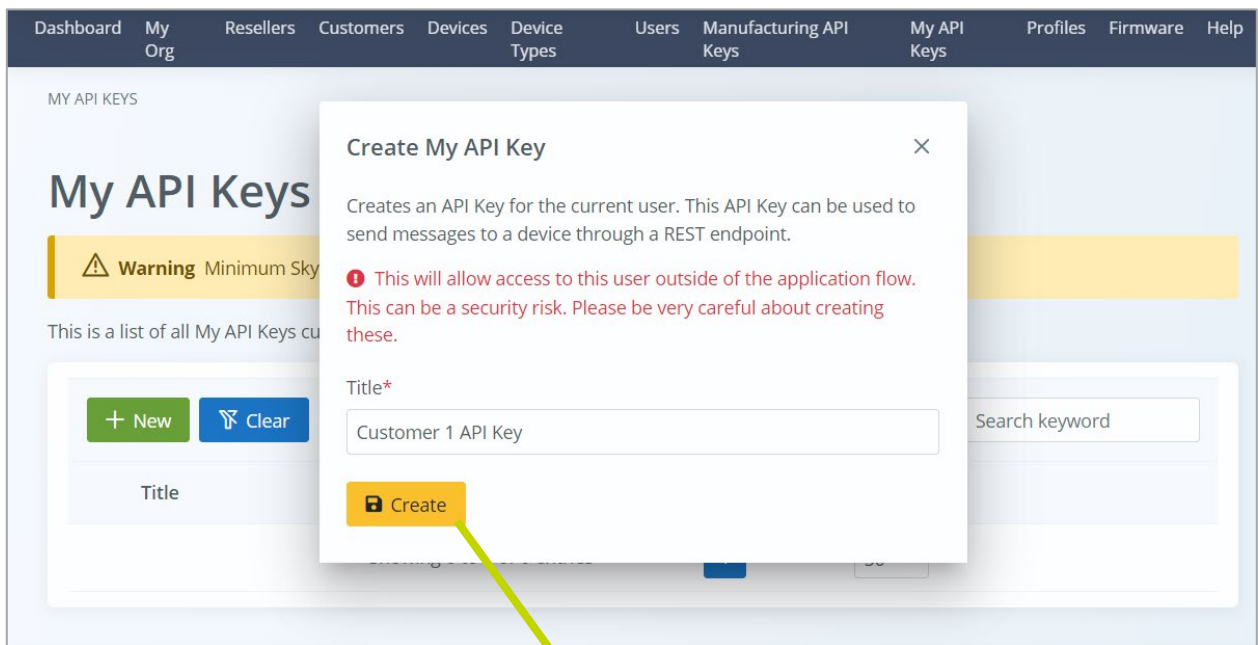 Dashboard My Org Resellers Customers Devices Device Types Users Manufacturing API Keys My API Keys Profiles Firmware Help
MY API KEYS
My API Keys
Warning Minimum Sky
This is a list of all My API Keys cu
Create My API Key
Creates an API Key for the current user. This API Key can be used to
send messages to a device through a REST endpoint.
This will allow access to this user outside of the application flow.
This can be a security risk. Please be very careful about creating
these.
Title*
Customer 1 API Key
Create
New Clear Search keyword
Title